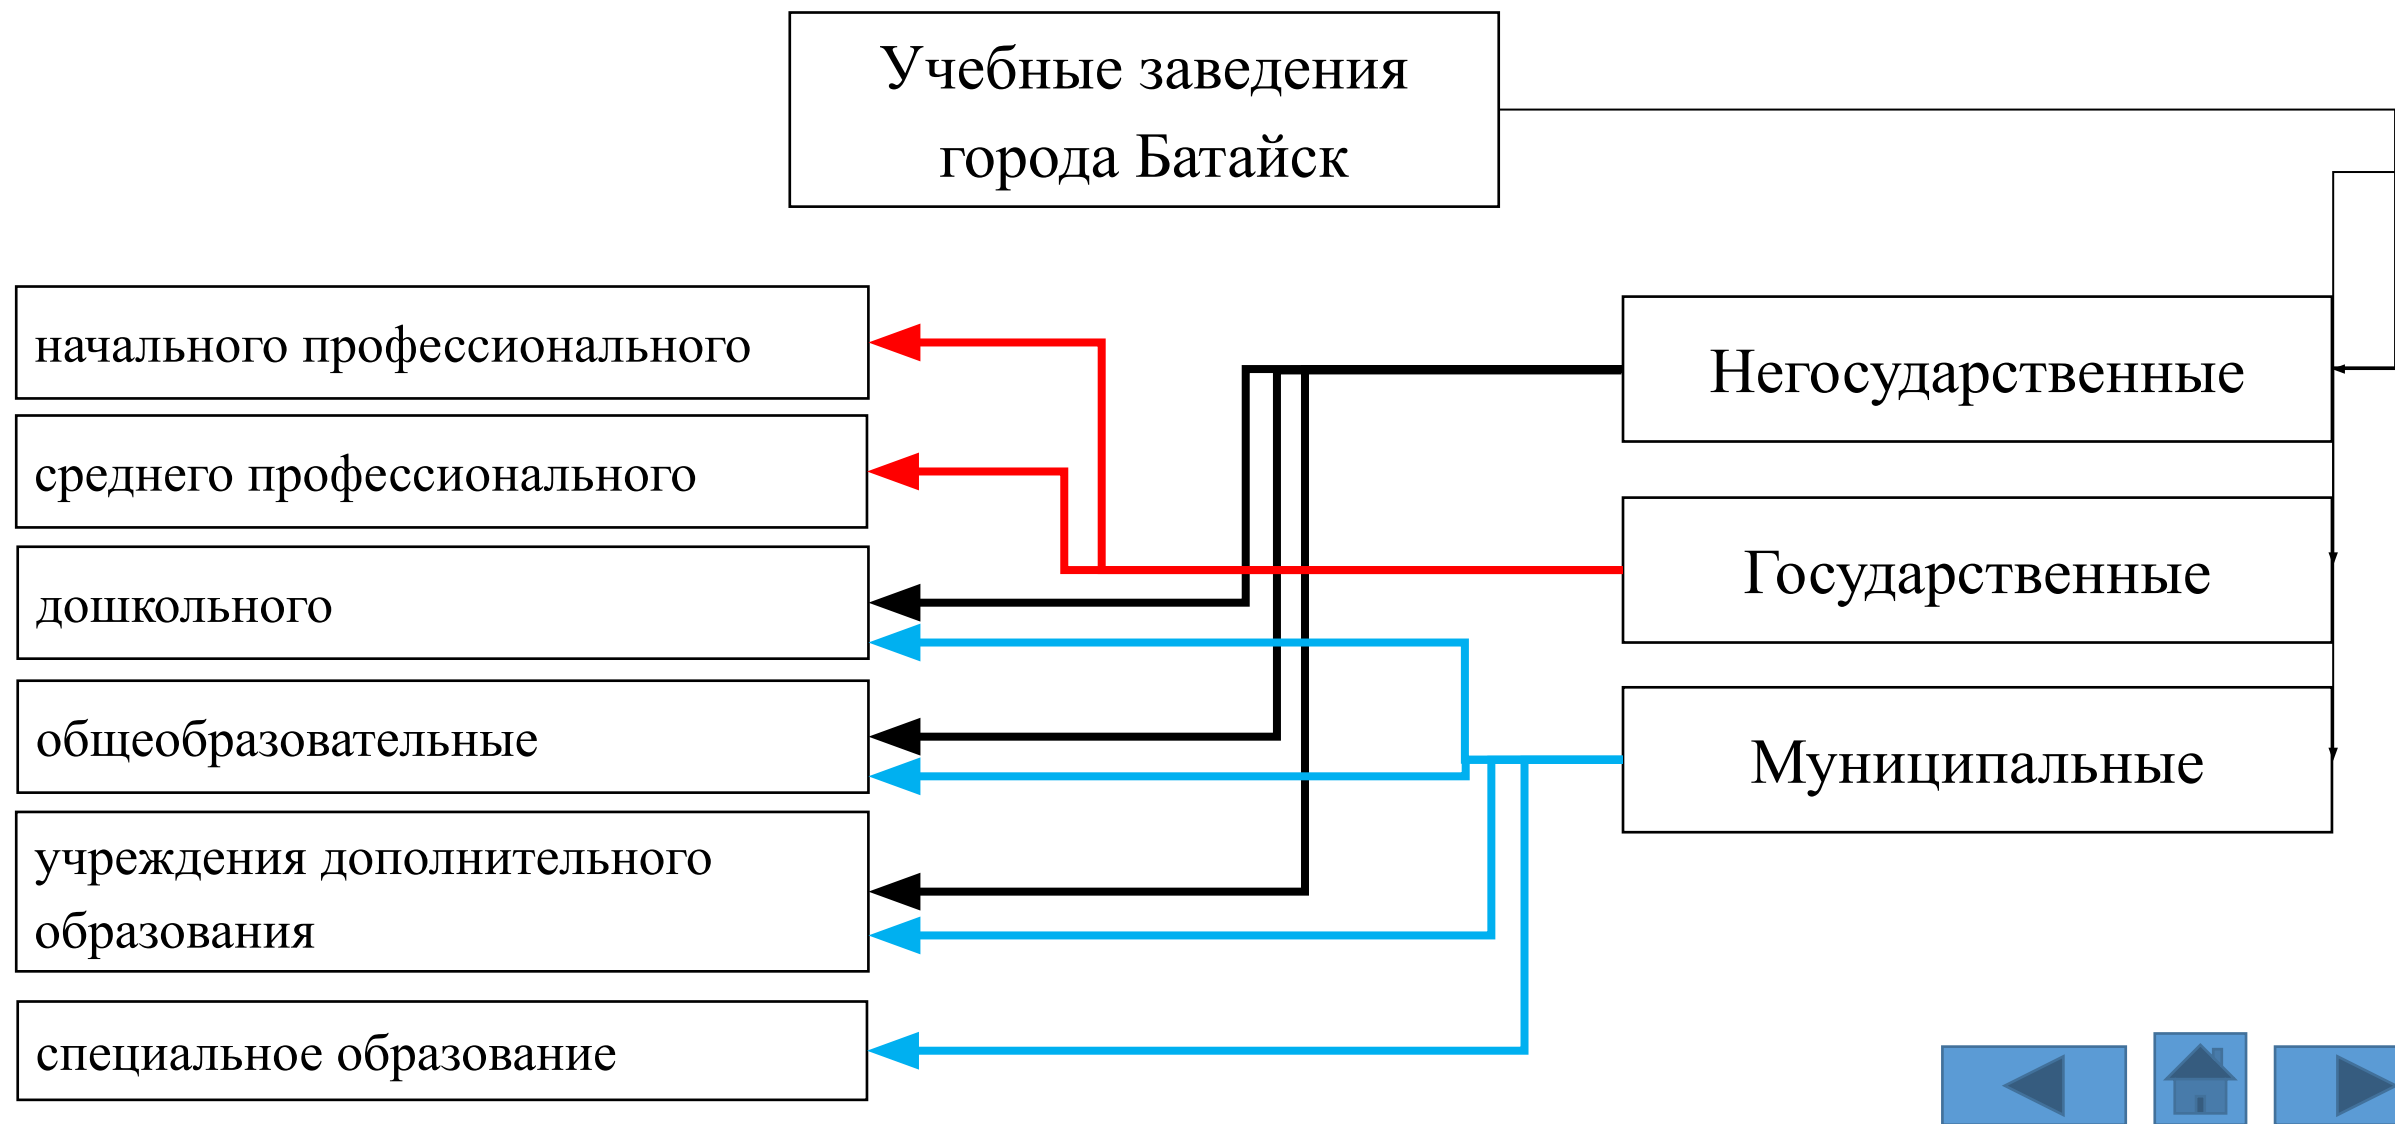 Учебные заведения
города Батайск
начального профессионального
среднего профессионального
дошкольного
общеобразовательные
учреждения дополнительного
образования
специальное образование
Негосударственные
Государственные
Муниципальные